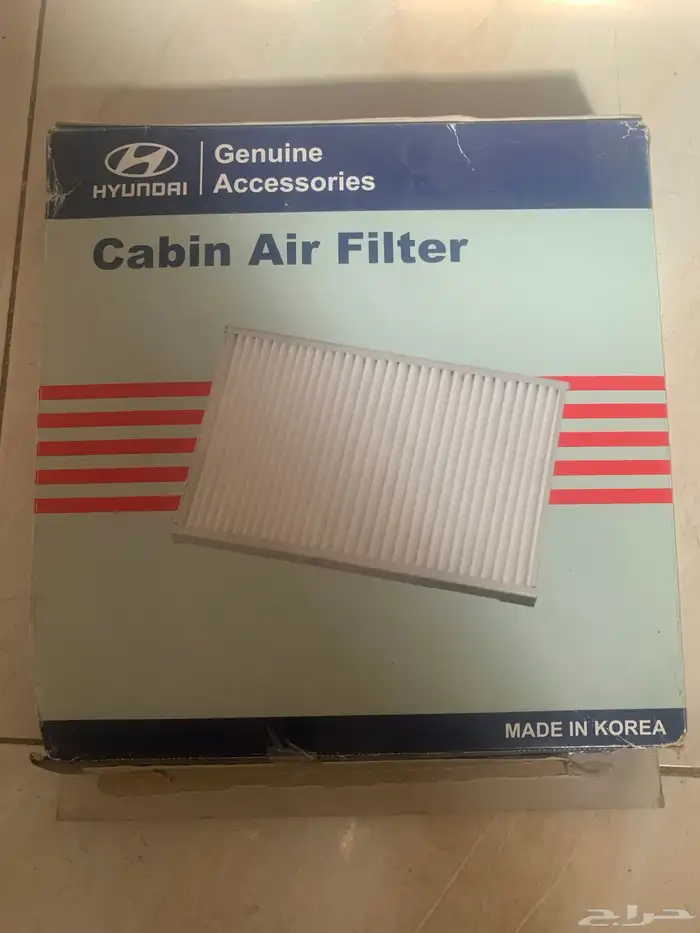 HYUNDAI
Genuine
Accessories
Cabin Air Filter
MADE IN KOREA
حراج